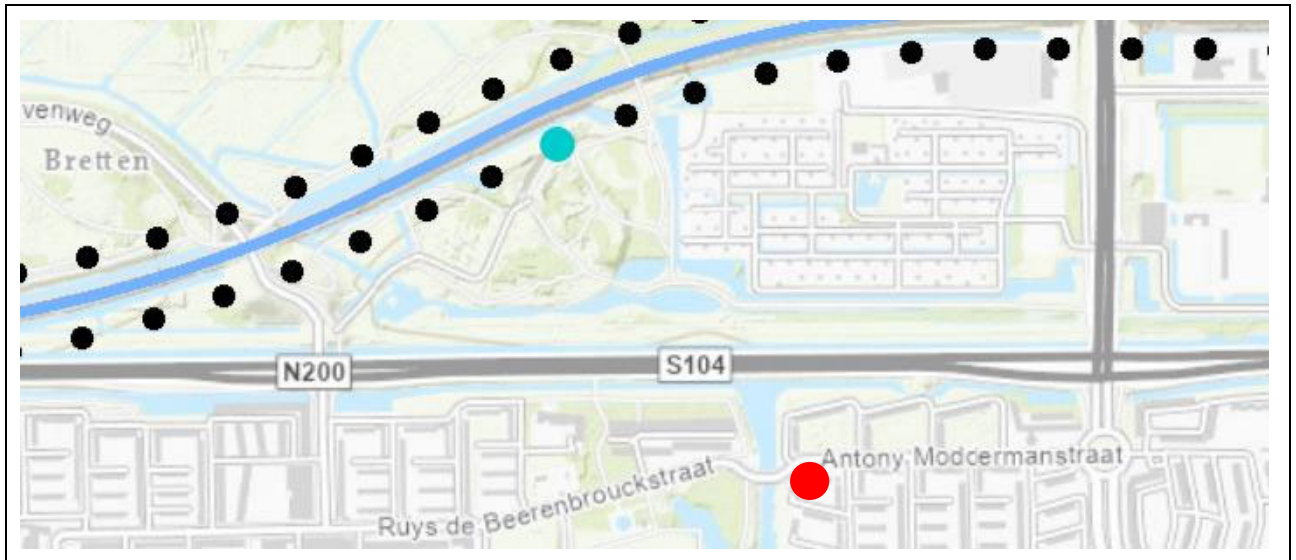 venweg
Bretten
N200
S104
Antony Modcermanstraat
Ruys de Beerenbrouckstraat